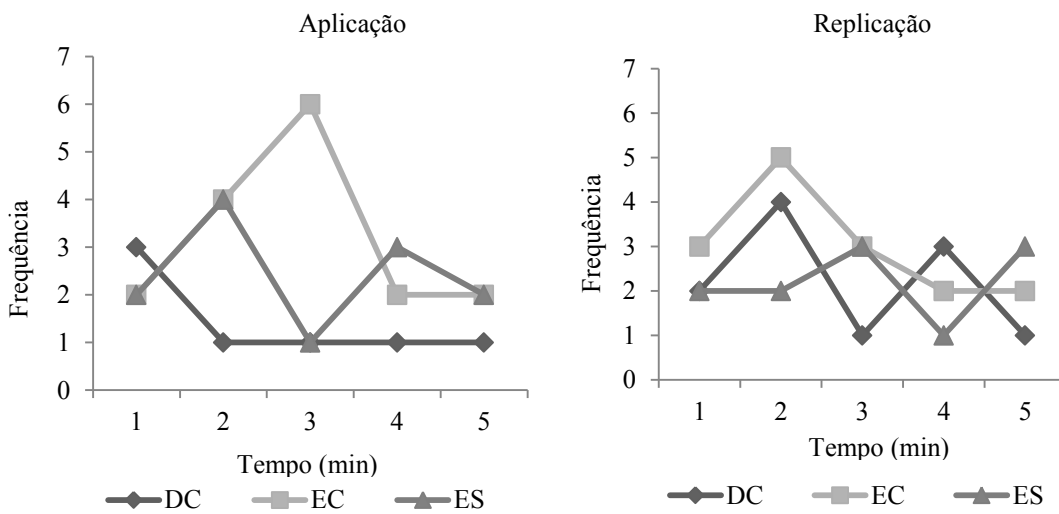 Aplicação
7
6
5
4
3
2
1
0
Frequência
1 2 3 4 5
Tempo (min)
DC EC ES
Replicação
7
6
5
4
3
2
1
0
Frequência
1 2 3 4 5
Tempo (min)
DC EC ES